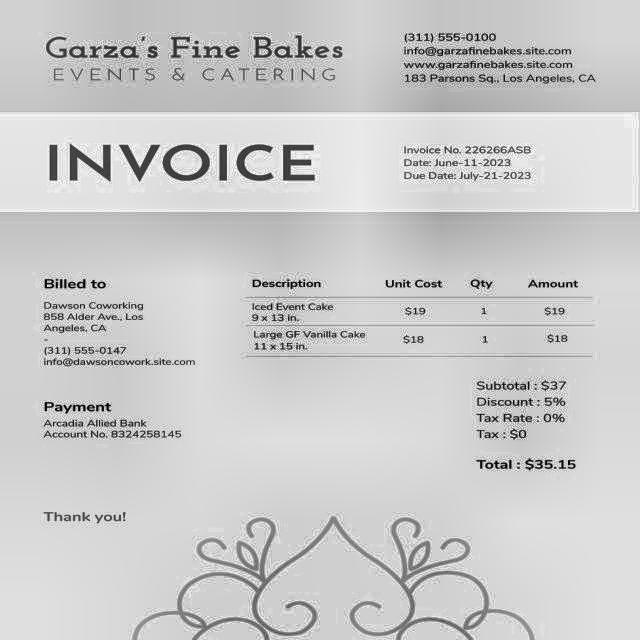 Garza's Fine Bakes
EVENTS & CATERING
(311) 555-0100
info@garzafinebakes.site.com
www.garzafinebakes.site.com
183 Parsons Sq., Los Angeles, CA
INVOICE
Invoice No. 226266ASB
Date: June-11-2023
Due Date: July-21-2023
Billed to
Dawson Coworking
858 Alder Ave., Los
Angeles, CA
-
(311) 555-0147
info@dawsoncowork.site.com
Payment
Arcadia Allied Bank
Account No. 8324258145
Description Unit Cost Qty Amount
Iced Event Cake
9 x 13 in. $19 1 $19
Large GF Vanilla Cake
11 x 15 in. $18 1 $18
Subtotal : $37
Discount : 5%
Tax Rate : 0%
Tax : $0
Total : $35.15
Thank you!